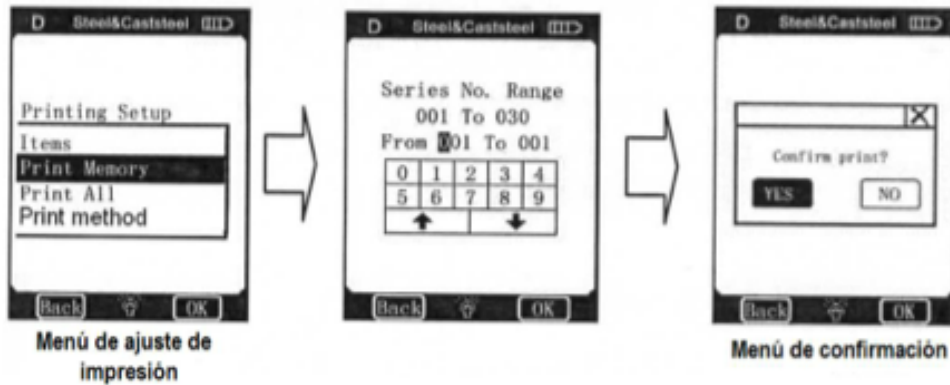 D Steel&Caststeel
Printing Setup
Items
Print Memory
Print All
Print method
Back OK
Menú de ajuste de
impresión
D Steel&Caststeel
Series No. Range
001 To 030
From 001 To 001
0 1 2 3 4
5 6 7 8 9
Back OK
D Steel&Caststeel
Confirm print?
YES NO
Back OK
Menú de confirmación